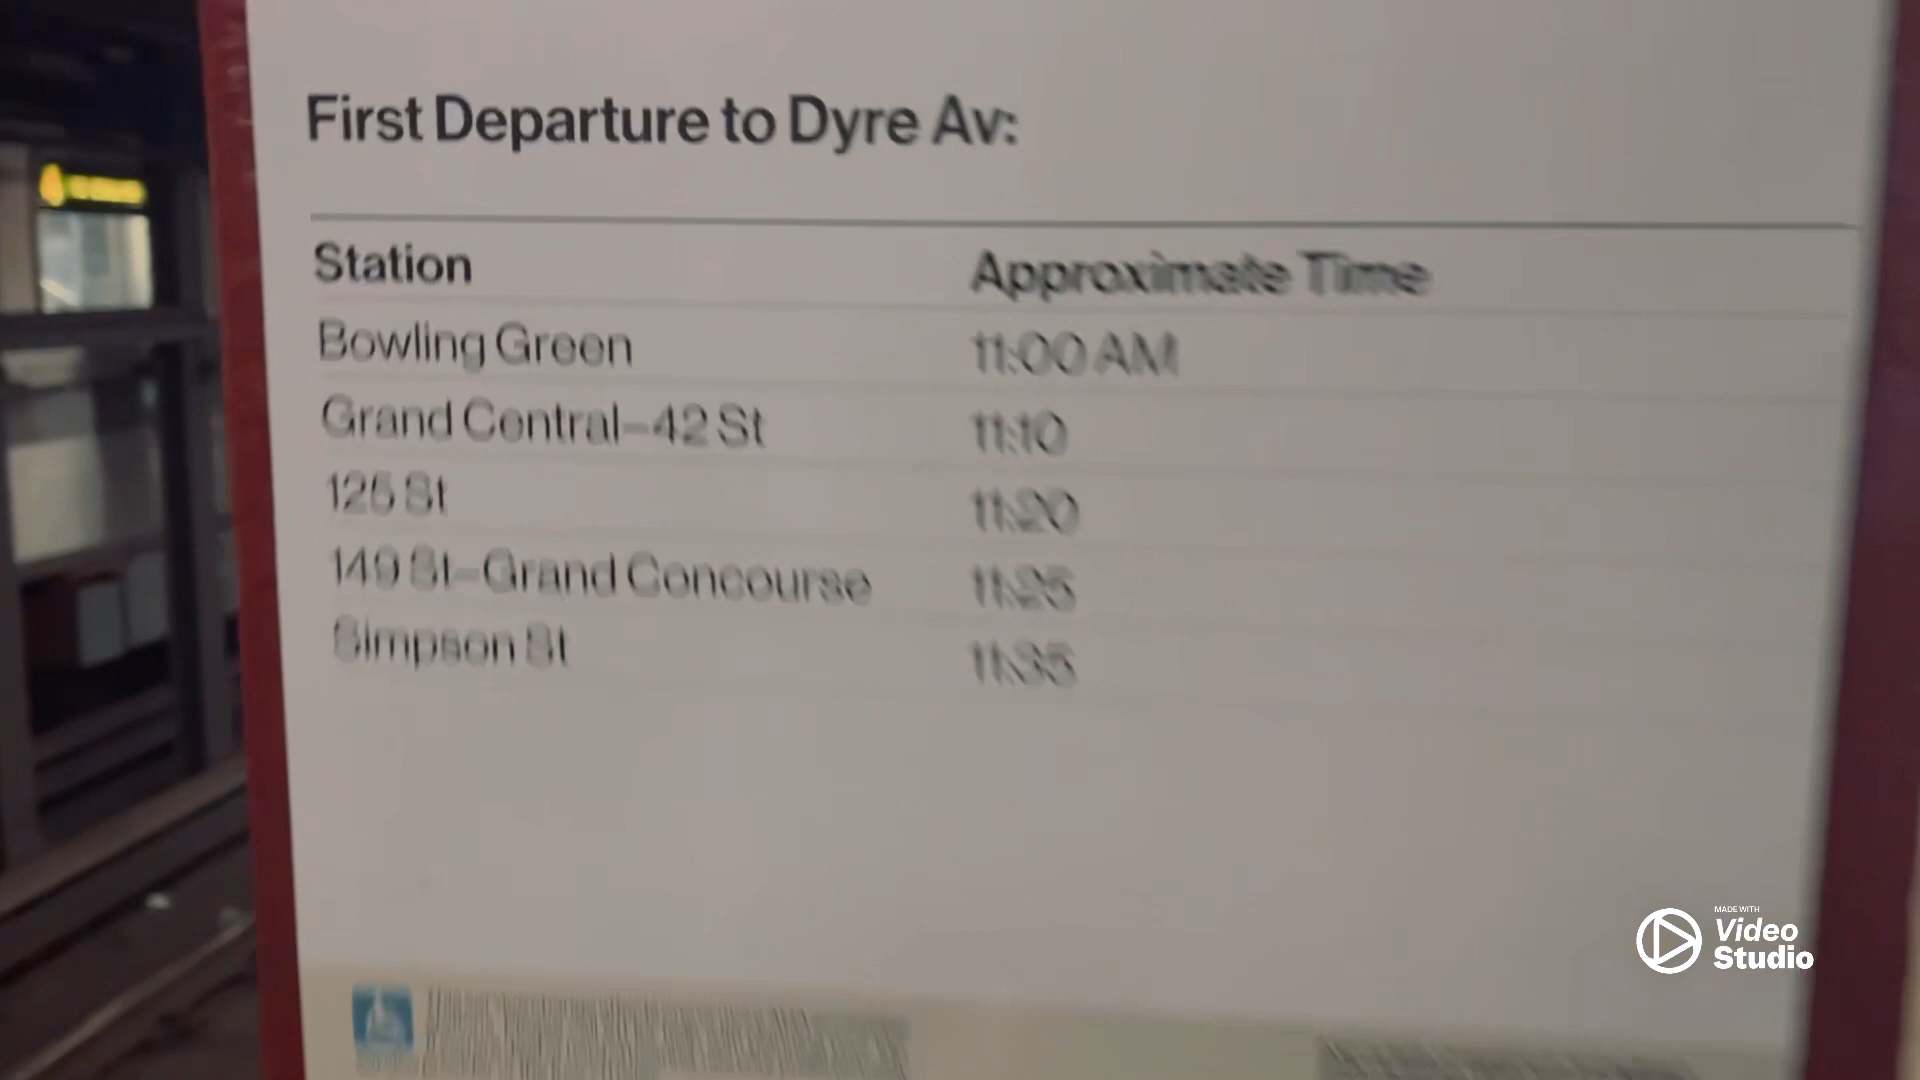 First Departure to Dyre Av:
Station Approximate Time
Bowling Green 11:00 AM
Grand Central–42 St 11:10
125 St 11:20
149 St–Grand Concourse 11:25
Simpson St 11:35
MADE WITH
Video
Studio